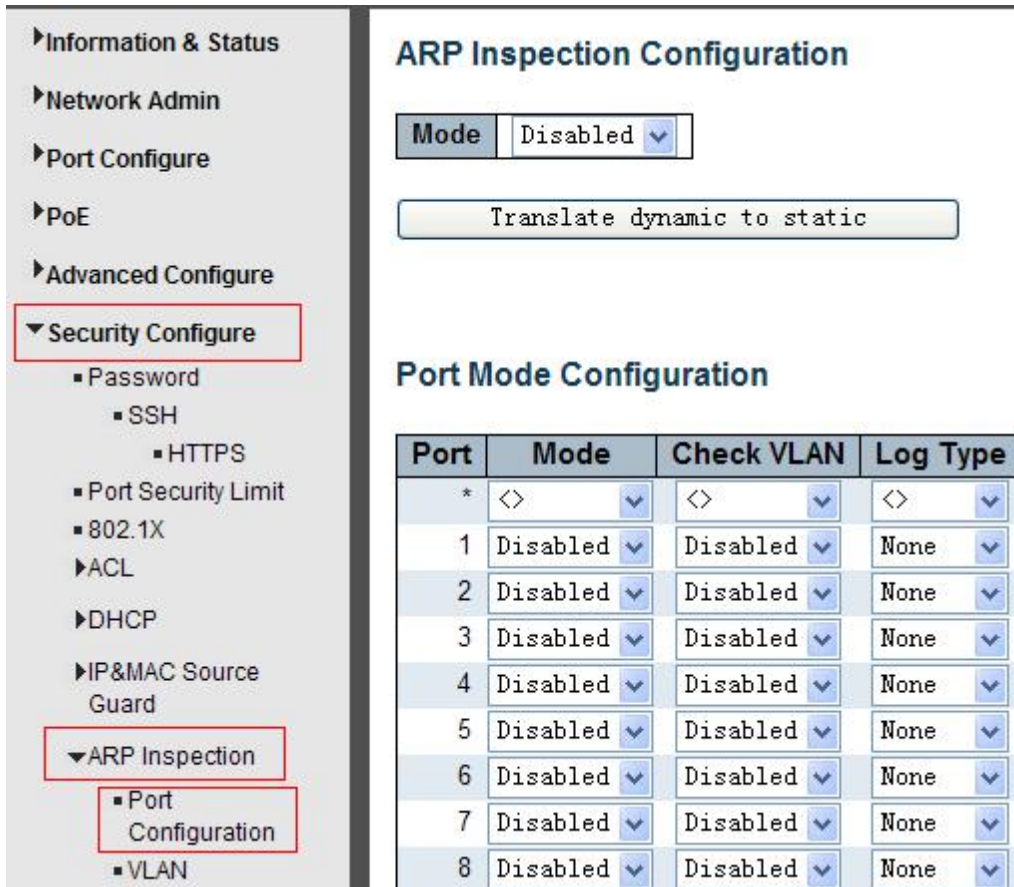 Information & Status
Network Admin
Port Configure
PoE
Advanced Configure
Security Configure
Password
SSH
HTTPS
Port Security Limit
802.1X
ACL
DHCP
IP&MAC Source
Guard
ARP Inspection
Port
Configuration
VLAN
ARP Inspection Configuration
Mode Disabled
Translate dynamic to static
Port Mode Configuration
Port Mode Check VLAN Log Type
* <> <> <>
1 Disabled Disabled None
2 Disabled Disabled None
3 Disabled Disabled None
4 Disabled Disabled None
5 Disabled Disabled None
6 Disabled Disabled None
7 Disabled Disabled None
8 Disabled Disabled None